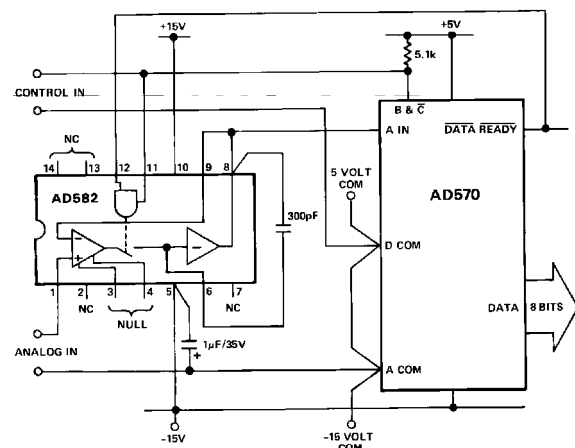 +15V
+5V
5.1k
CONTROL IN
B & C̅
A IN
D̅A̅T̅A̅ R̅E̅A̅D̅Y̅
NC
14 13 12 11 10 9 8
AD582
300pF
5 VOLT
COM
AD570
D COM
1 2 3 4 5 6 7
NC
NULL
NC
DATA
8 BITS
ANALOG IN
1µF/35V
+
A COM
-15V
-15 VOLT
COM